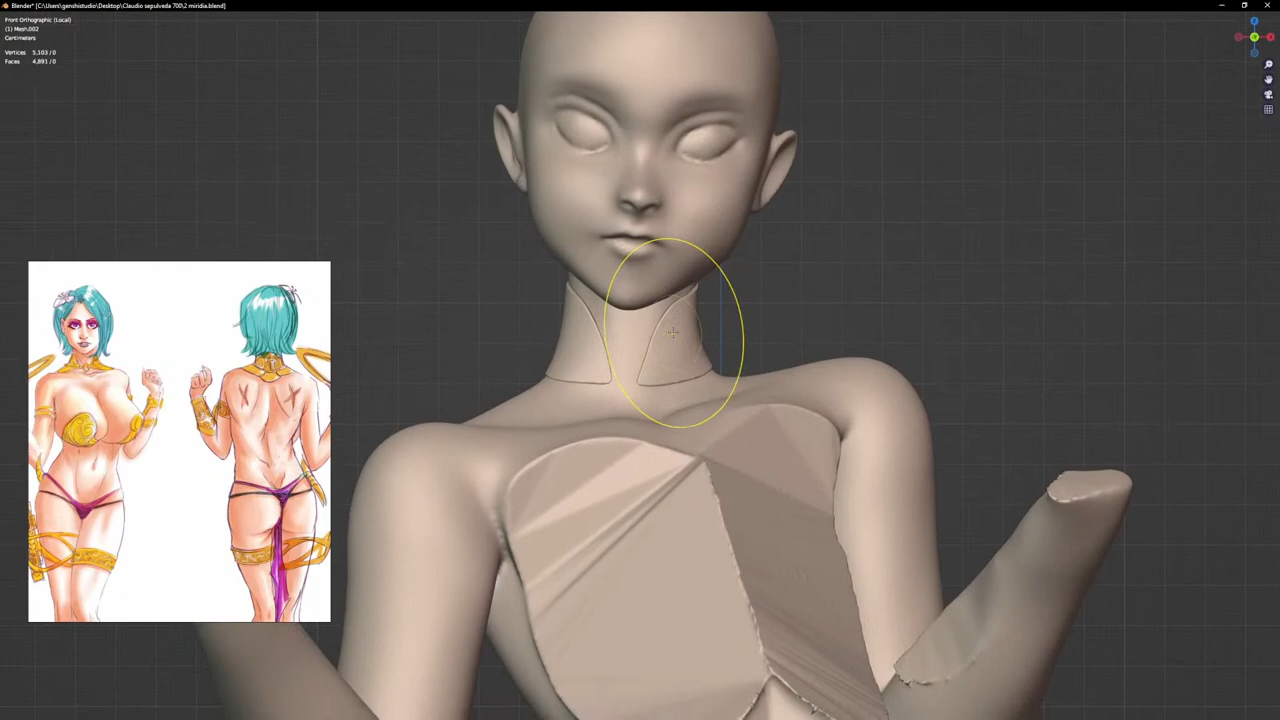 Blender* [C:\Users\genshistudio\Desktop\Claudio sepulveda 700\2 miridia.blend]
Front Orthographic (Local)
(1) Mesh.002
Centimeters
Vertices 5,103 / 0
Faces 4,891 / 0